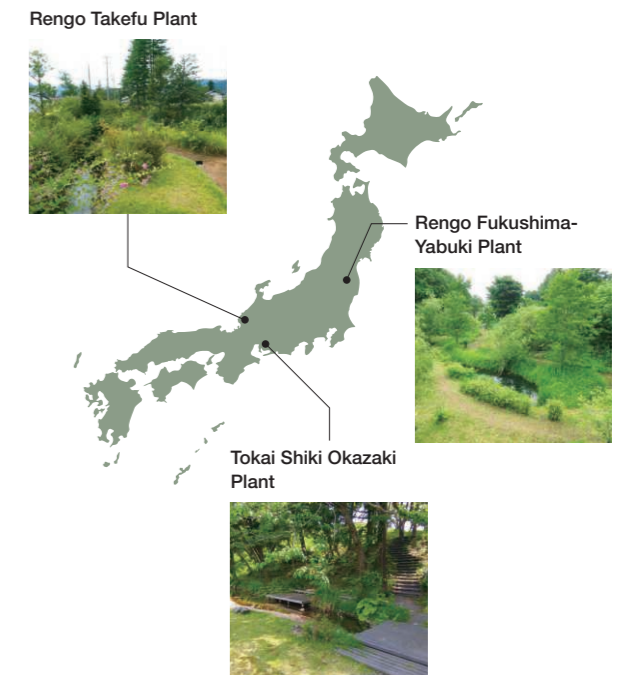 Rengo Takefu Plant
Rengo Fukushima-
Yabuki Plant
Tokai Shiki Okazaki
Plant